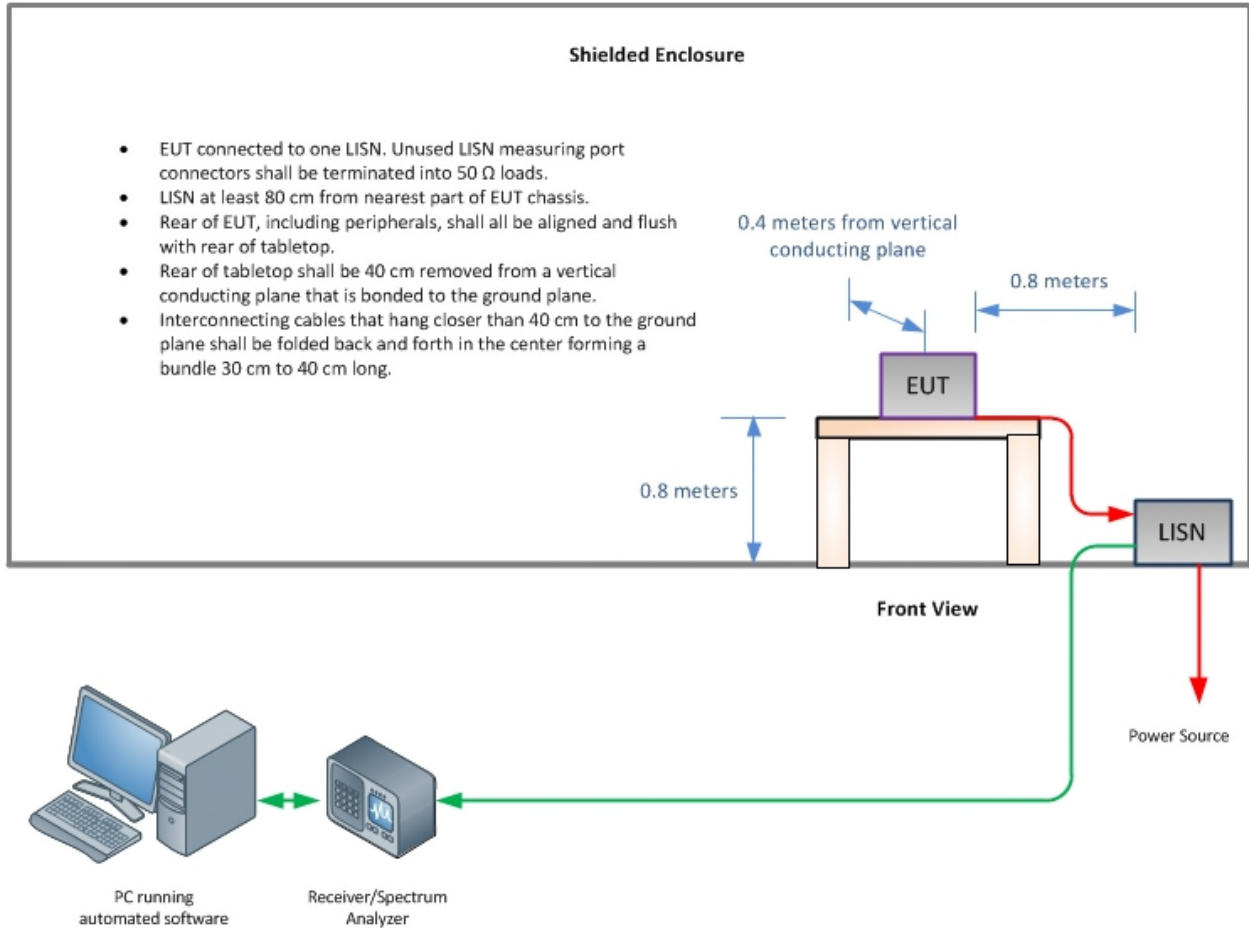 Shielded Enclosure
• EUT connected to one LISN. Unused LISN measuring port
connectors shall be terminated into 50 Ω loads.
• LISN at least 80 cm from nearest part of EUT chassis.
• Rear of EUT, including peripherals, shall all be aligned and flush
with rear of tabletop.
• Rear of tabletop shall be 40 cm removed from a vertical
conducting plane that is bonded to the ground plane.
• Interconnecting cables that hang closer than 40 cm to the ground
plane shall be folded back and forth in the center forming a
bundle 30 cm to 40 cm long.
0.4 meters from vertical
conducting plane
0.8 meters
EUT
0.8 meters
LISN
Front View
Power Source
PC running
automated software
Receiver/Spectrum
Analyzer